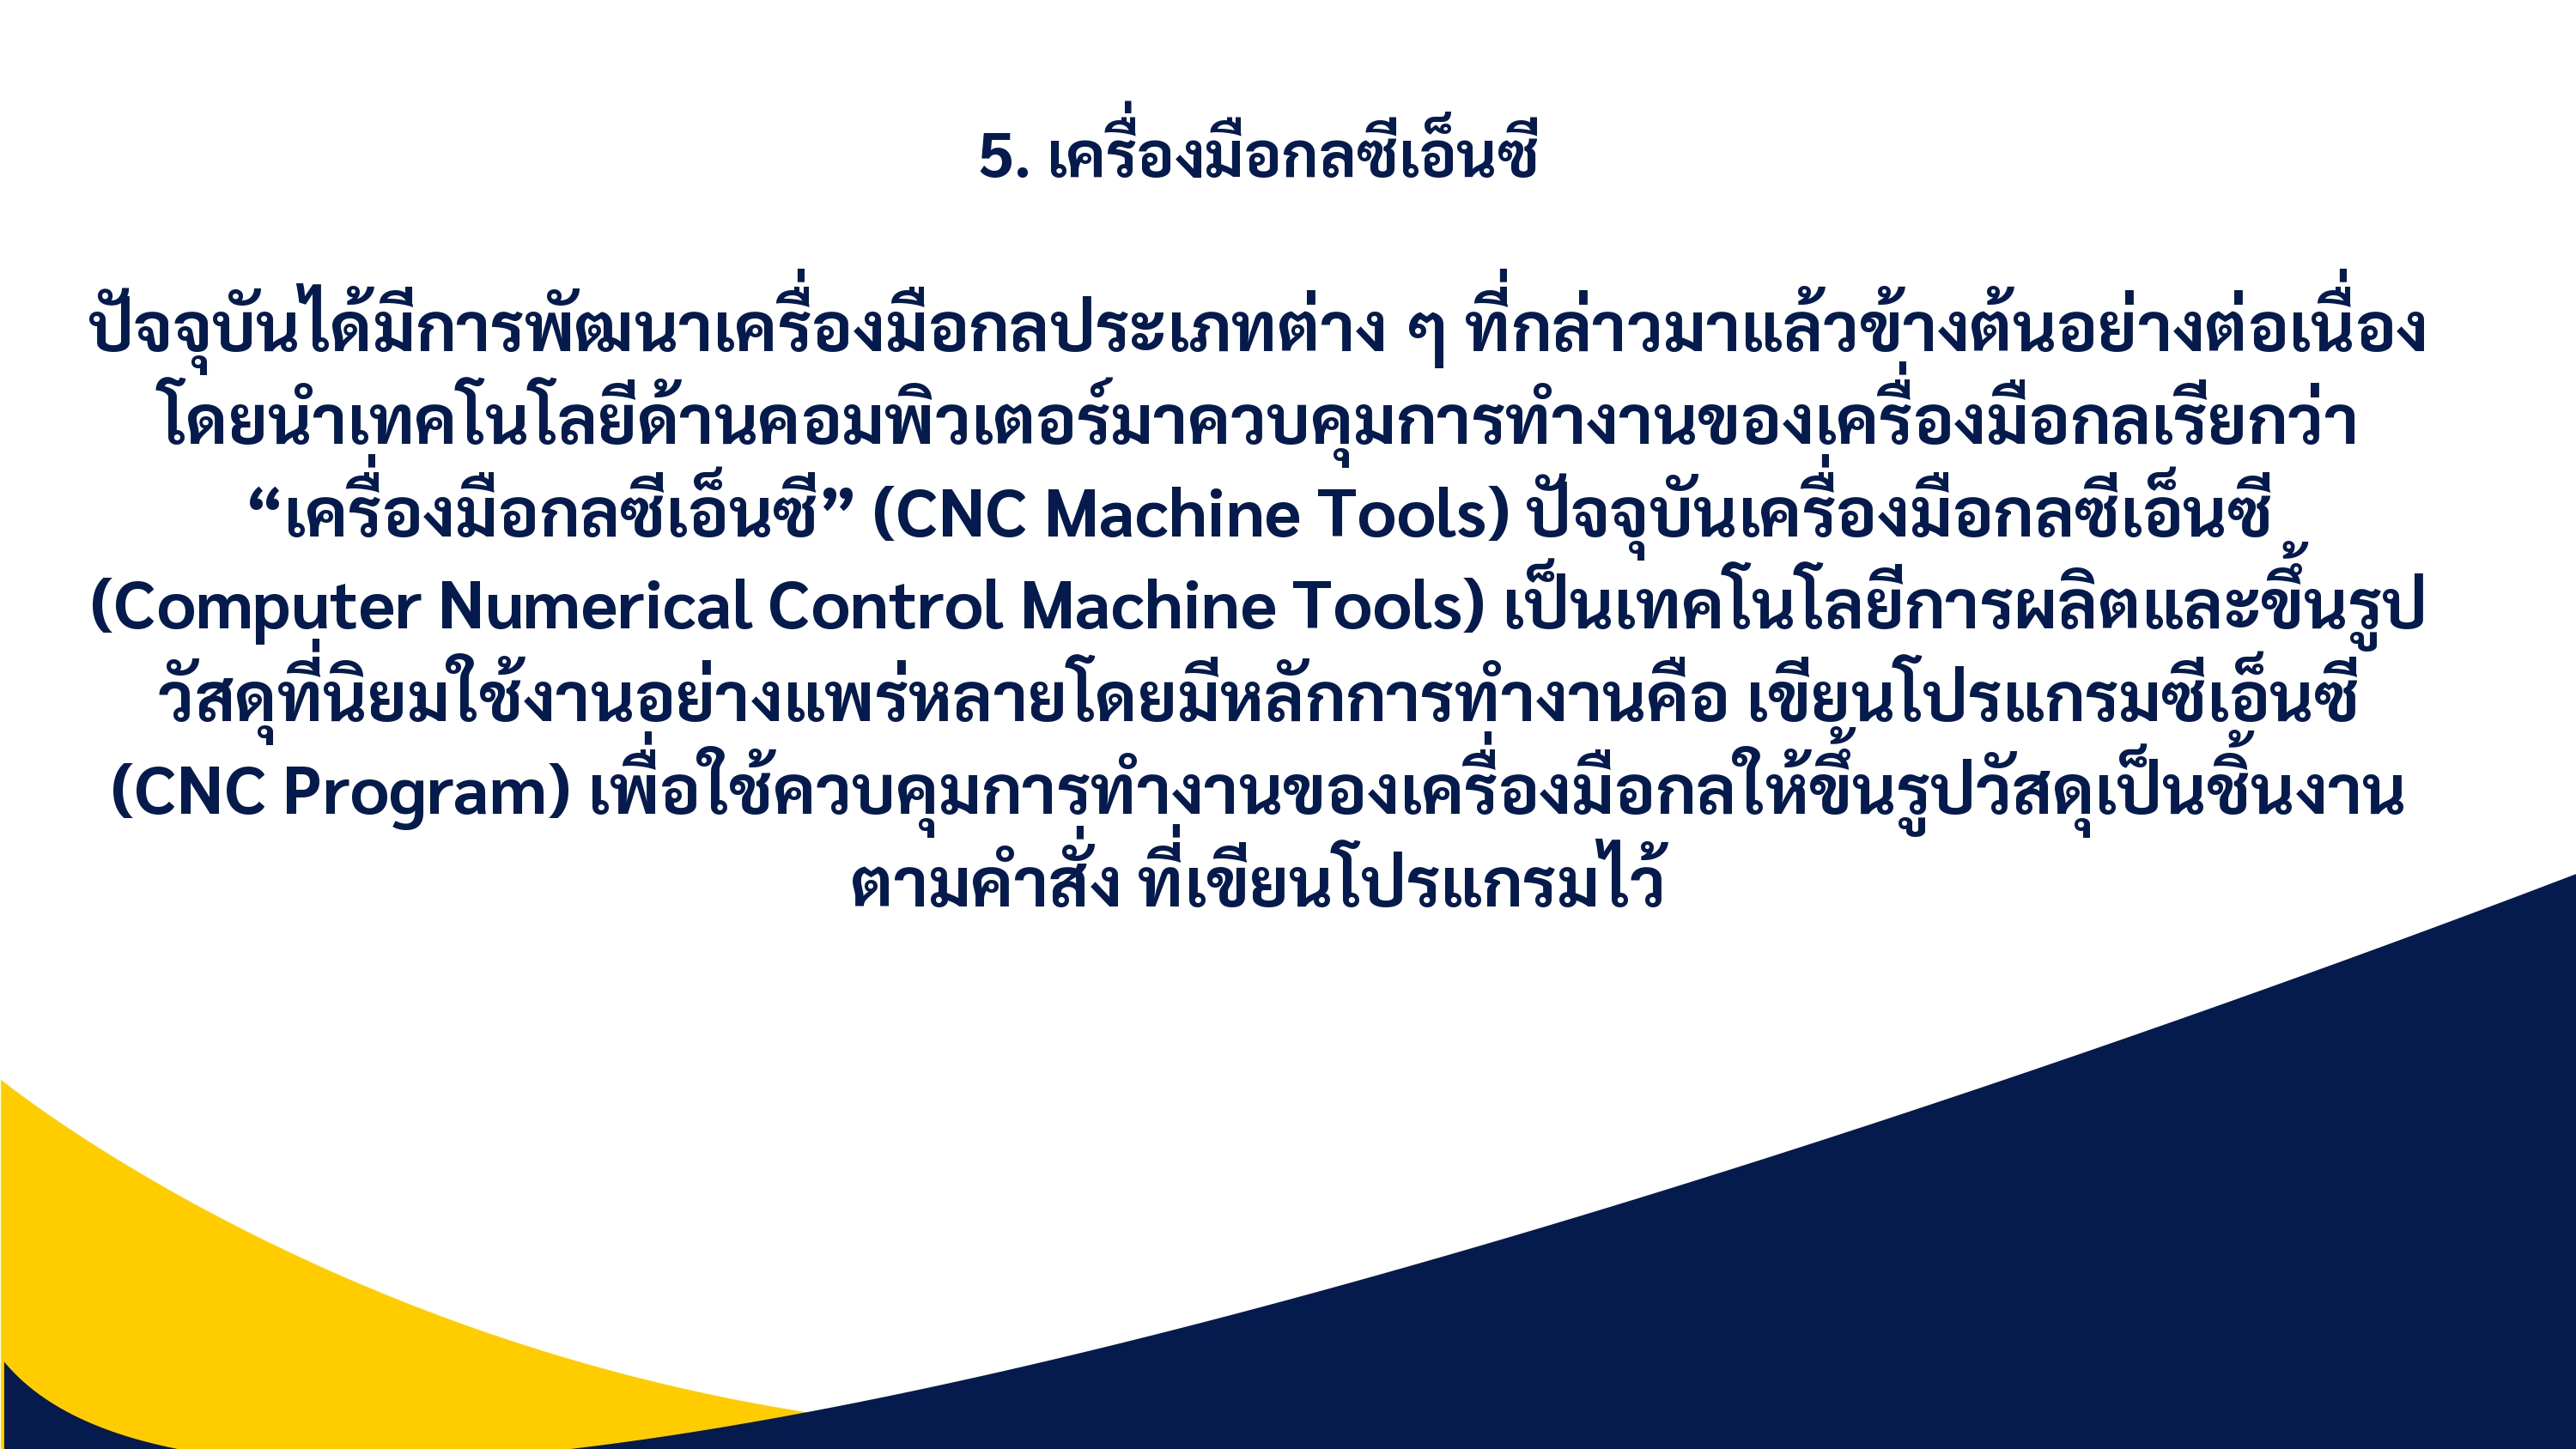 5. เครื่องมือกลซีเอ็นซี
ปัจจุบันได้มีการพัฒนาเครื่องมือกลประเภทต่าง ๆ ที่กล่าวมาแล้วข้างต้นอย่างต่อเนื่อง
โดยนำเทคโนโลยีด้านคอมพิวเตอร์มาควบคุมการทำงานของเครื่องมือกลเรียกว่า
“เครื่องมือกลซีเอ็นซี” (CNC Machine Tools) ปัจจุบันเครื่องมือกลซีเอ็นซี
(Computer Numerical Control Machine Tools) เป็นเทคโนโลยีการผลิตและขึ้นรูป
วัสดุที่นิยมใช้งานอย่างแพร่หลายโดยมีหลักการทำงานคือ เขียนโปรแกรมซีเอ็นซี
(CNC Program) เพื่อใช้ควบคุมการทำงานของเครื่องมือกลให้ขึ้นรูปวัสดุเป็นชิ้นงาน
ตามคำสั่ง ที่เขียนโปรแกรมไว้